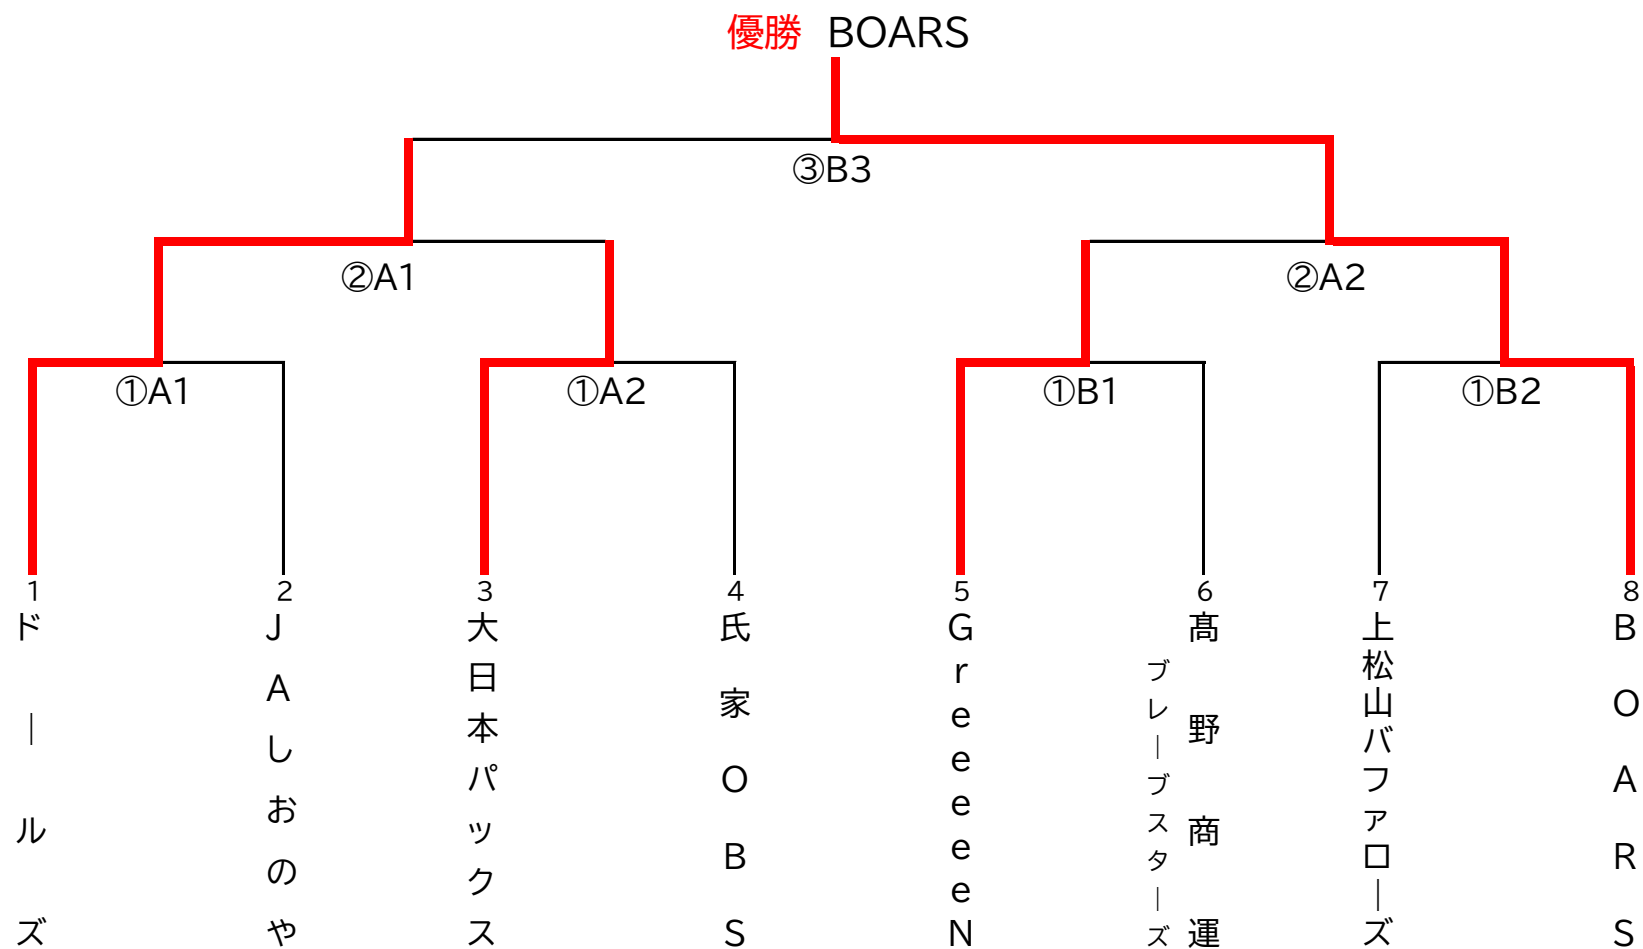 優勝 BOARS
③B3
②A1
②A2
①A1
①A2
①B1
①B2
1
2
3
4
5
6
7
8
ドールズ
JAしおのや
大日本パックス
氏家OBS
GreeeeeeN
髙野商運
ブレーブスターズ
上松山バファローズ
BOARS